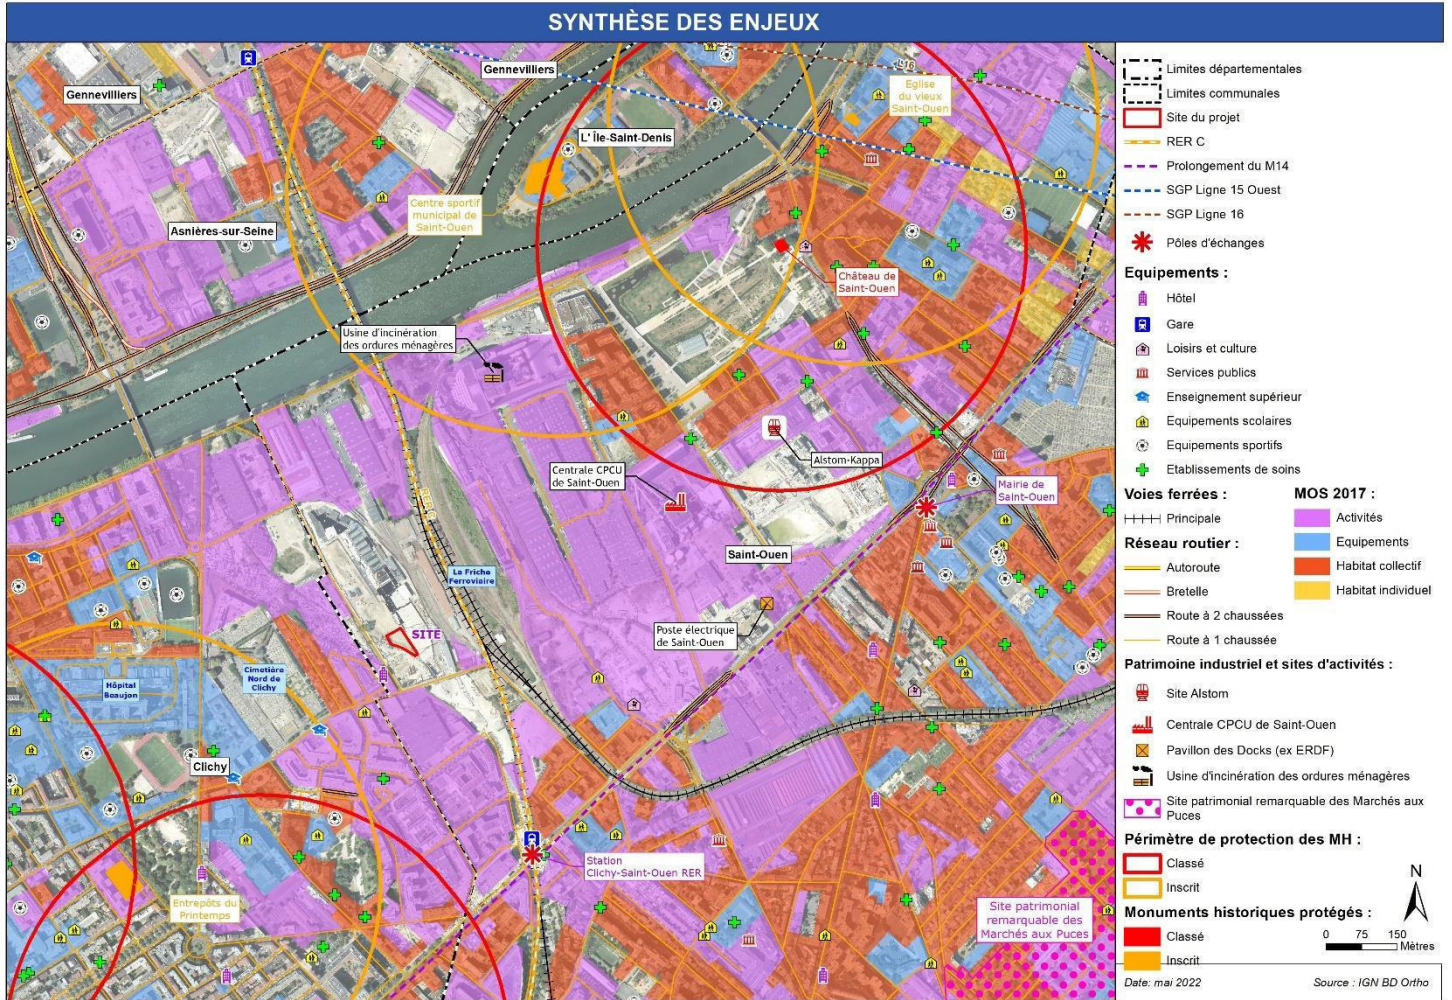 SYNTHÈSE DES ENJEUX
Gennevilliers
Gennevilliers
L16
Eglise
du vieux
Saint-Ouen
L' Île-Saint-Denis
Centre sportif
municipal de
Saint-Ouen
Asnières-sur-Seine
Château de
Saint-Ouen
Usine d'incinération
des ordures ménagères
Alstom-Kappa
Centrale CPCU
de Saint-Ouen
Mairie de
Saint-Ouen
RER C
Saint-Ouen
La Friche
Ferroviaire
Poste électrique
de Saint-Ouen
SITE
Hôpital
Beaujon
Cimetière
Nord de
Clichy
Clichy
Station
Clichy-Saint-Ouen RER
Entrepôts du
Printemps
Site patrimonial
remarquable des
Marchés aux Puces
Limites départementales
Limites communales
Site du projet
RER C
Prolongement du M14
SGP Ligne 15 Ouest
SGP Ligne 16
Pôles d'échanges
Equipements :
Hôtel
Gare
Loisirs et culture
Services publics
Enseignement supérieur
Equipements scolaires
Equipements sportifs
Etablissements de soins
Voies ferrées :
Principale
Réseau routier :
Autoroute
Bretelle
Route à 2 chaussées
Route à 1 chaussée
MOS 2017 :
Activités
Equipements
Habitat collectif
Habitat individuel
Patrimoine industriel et sites d'activités :
Site Alstom
Centrale CPCU de Saint-Ouen
Pavillon des Docks (ex ERDF)
Usine d'incinération des ordures ménagères
Site patrimonial remarquable des Marchés aux
Puces
Périmètre de protection des MH :
Classé
Inscrit
Monuments historiques protégés :
Classé
Inscrit
N
0 75 150
Mètres
Date: mai 2022
Source : IGN BD Ortho